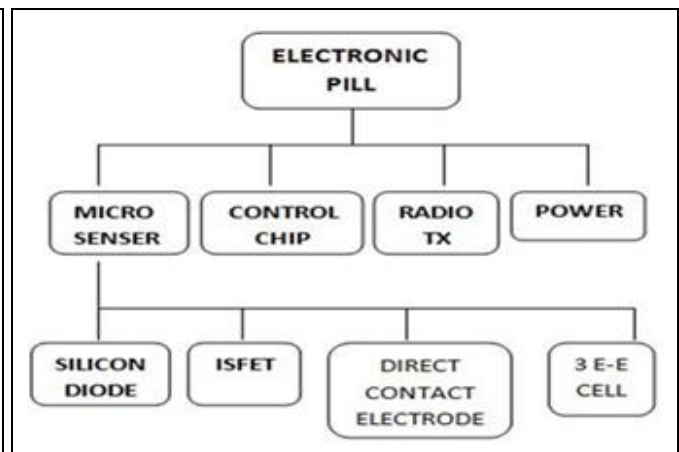 ELECTRONIC
PILL
MICRO
SENSER
CONTROL
CHIP
RADIO
TX
POWER
SILICON
DIODE
ISFET
DIRECT
CONTACT
ELECTRODE
3 E-E
CELL